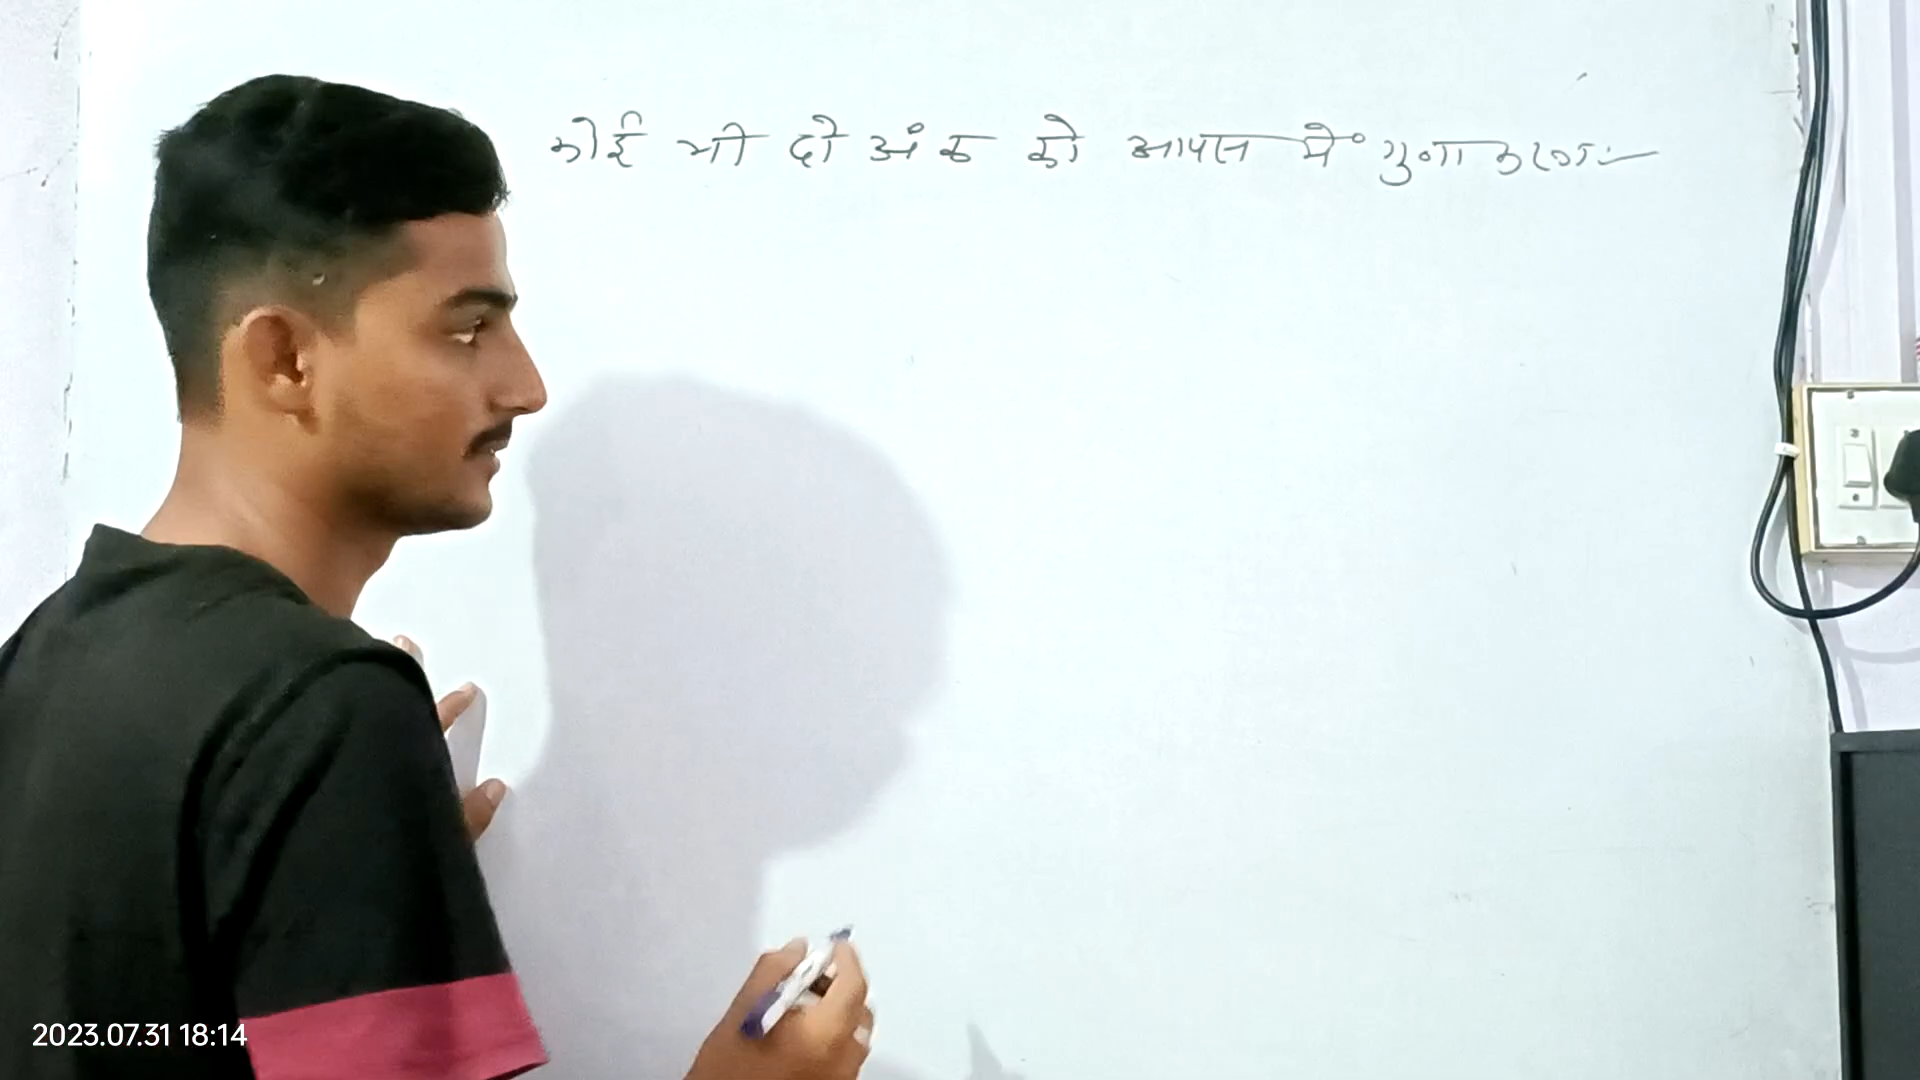 कोई भी दो अंक को आपस में गुणा करना :-
2023.07.31 18:14